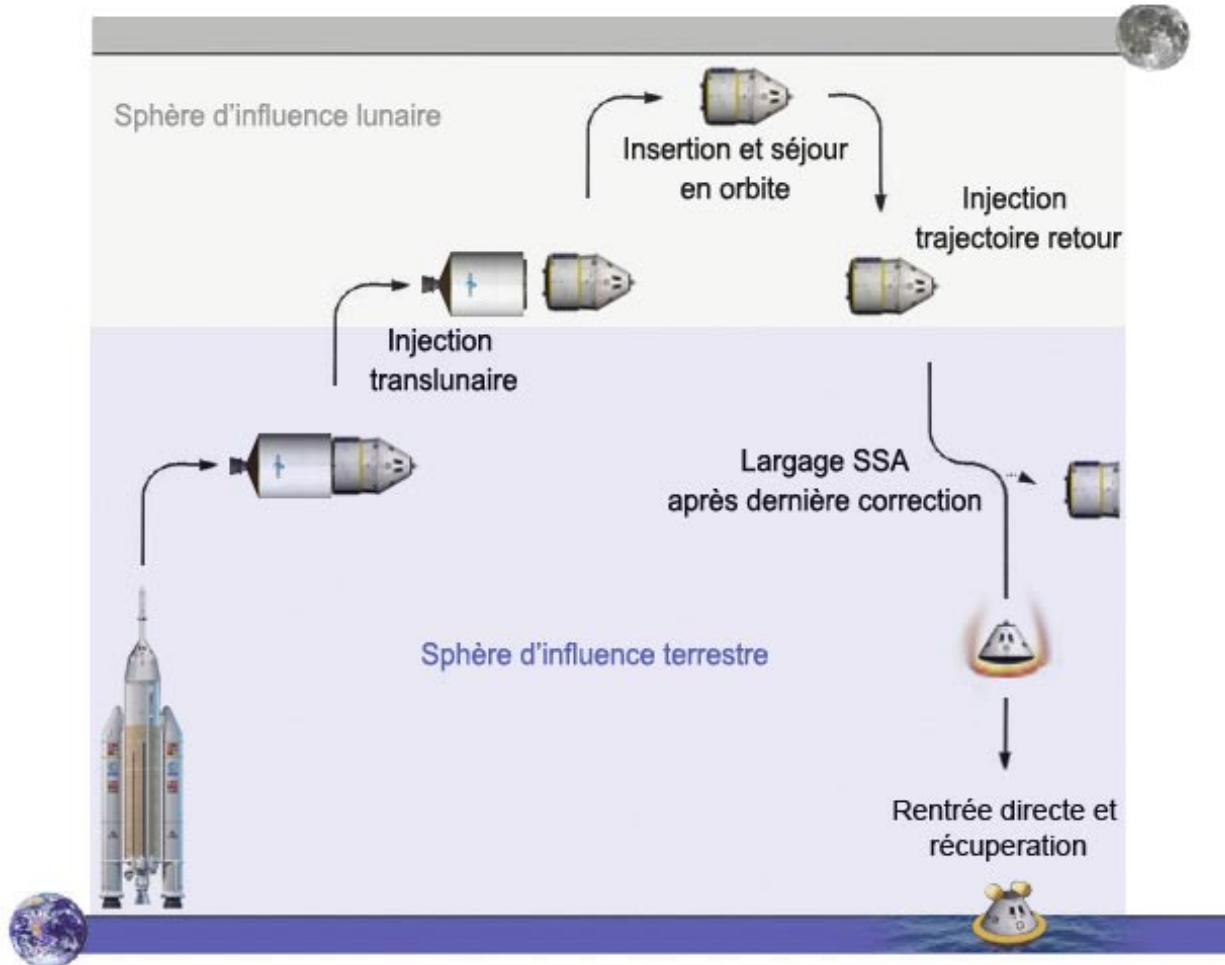 Sphère d'influence lunaire
Insertion et séjour
en orbite
Injection
trajectoire retour
Injection
translunaire
Largage SSA
après dernière correction
Sphère d'influence terrestre
Rentrée directe et
récuperation